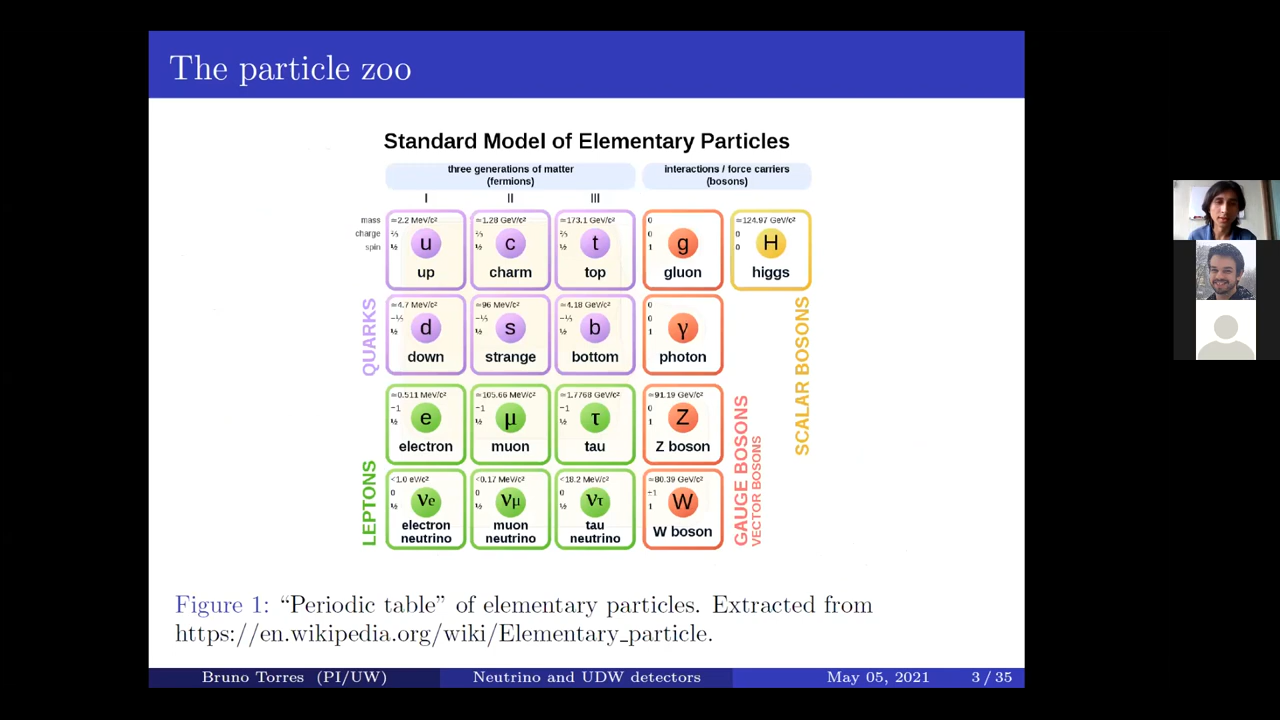 The particle zoo
Standard Model of Elementary Particles
three generations of matter
(fermions)
interactions / force carriers
(bosons)
I II III
mass ≃2.2 MeV/c² ≃1.28 GeV/c² ≃173.1 GeV/c² 0 ≃124.97 GeV/c²
charge ⅔ ⅔ ⅔ 0 0
spin ½ ½ ½ 1 0
u c t g H
up charm top gluon higgs
≃4.7 MeV/c² ≃96 MeV/c² ≃4.18 GeV/c² 0
−⅓ −⅓ −⅓ 0
½ ½ ½ 1
d s b γ
down strange bottom photon
QUARKS
SCALAR BOSONS
≃0.511 MeV/c² ≃105.66 MeV/c² ≃1.7768 GeV/c² ≃91.19 GeV/c²
−1 −1 −1 0
½ ½ ½ 1
e μ τ Z
electron muon tau Z boson
<1.0 eV/c² <0.17 MeV/c² <18.2 MeV/c² ≃80.39 GeV/c²
0 0 0 ±1
½ ½ ½ 1
νe νμ ντ W
electron
neutrino
muon
neutrino
tau
neutrino
W boson
LEPTONS
GAUGE BOSONS
VECTOR BOSONS
Figure 1: “Periodic table” of elementary particles. Extracted from
https://en.wikipedia.org/wiki/Elementary_particle.
Bruno Torres (PI/UW) Neutrino and UDW detectors May 05, 2021 3 / 35